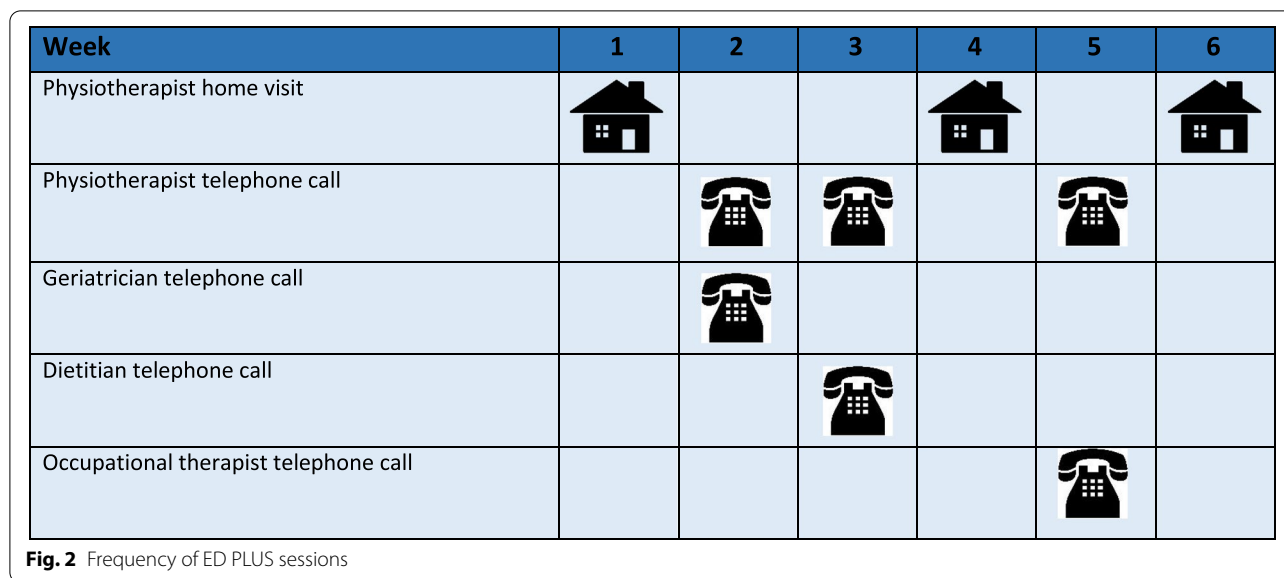 Week 1 2 3 4 5 6
Physiotherapist home visit
Physiotherapist telephone call
Geriatrician telephone call
Dietitian telephone call
Occupational therapist telephone call
Fig. 2 Frequency of ED PLUS sessions